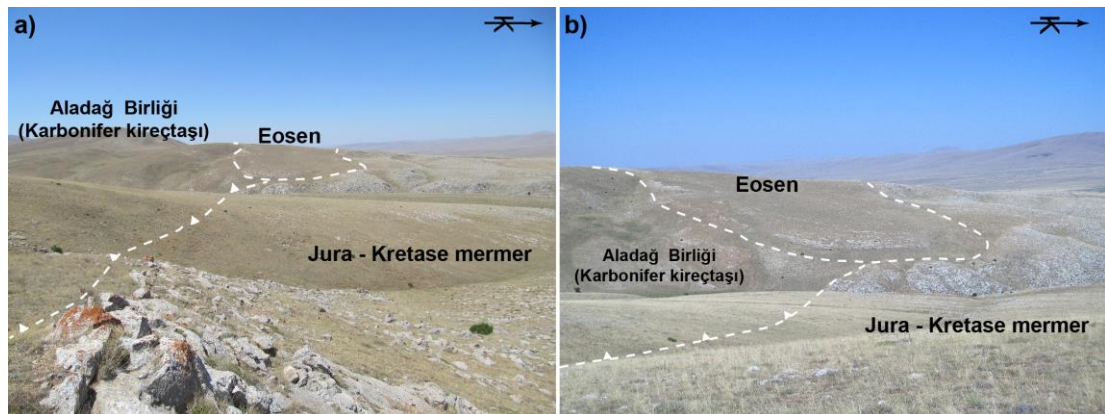 a)
Aladağ Birliği
(Karbonifer kireçtaşı)
Eosen
Jura - Kretase mermer
K
b)
Eosen
Aladağ Birliği
(Karbonifer kireçtaşı)
Jura - Kretase mermer
K